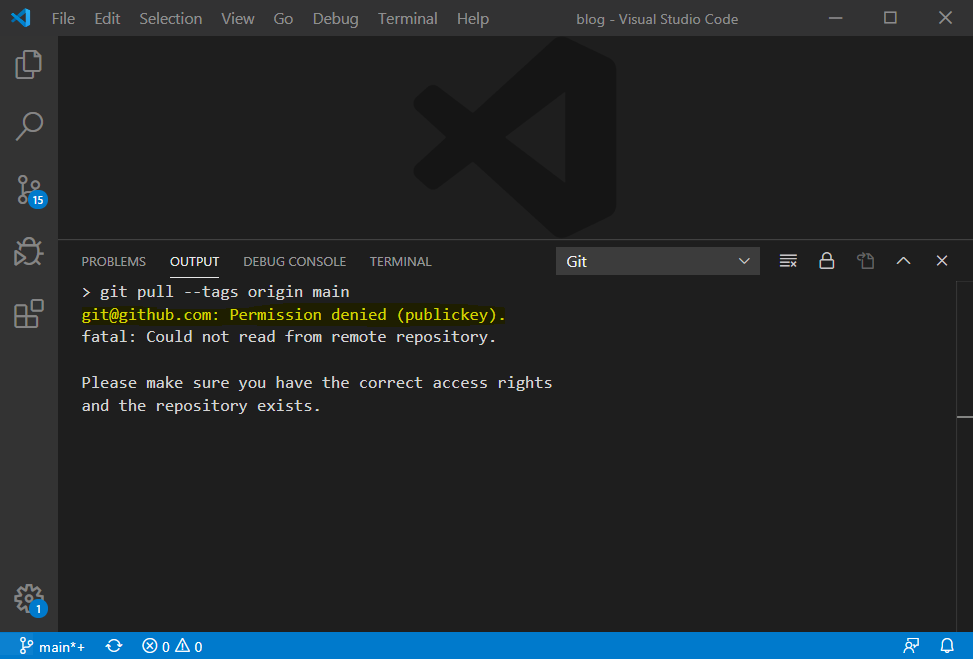 File Edit Selection View Go Debug Terminal Help blog - Visual Studio Code
15
PROBLEMS OUTPUT DEBUG CONSOLE TERMINAL Git
> git pull --tags origin main
git@github.com: Permission denied (publickey).
fatal: Could not read from remote repository.
Please make sure you have the correct access rights
and the repository exists.
1
main*+ 0 0